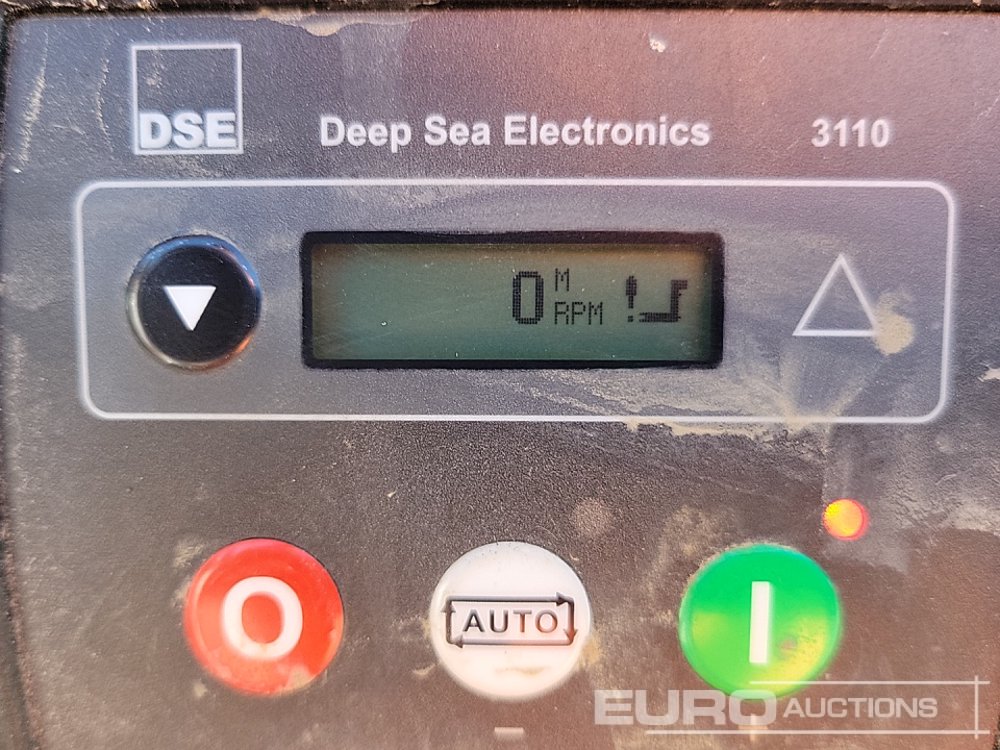 DSE
Deep Sea Electronics
3110
0 M RPM
O
AUTO
I
EURO AUCTIONS